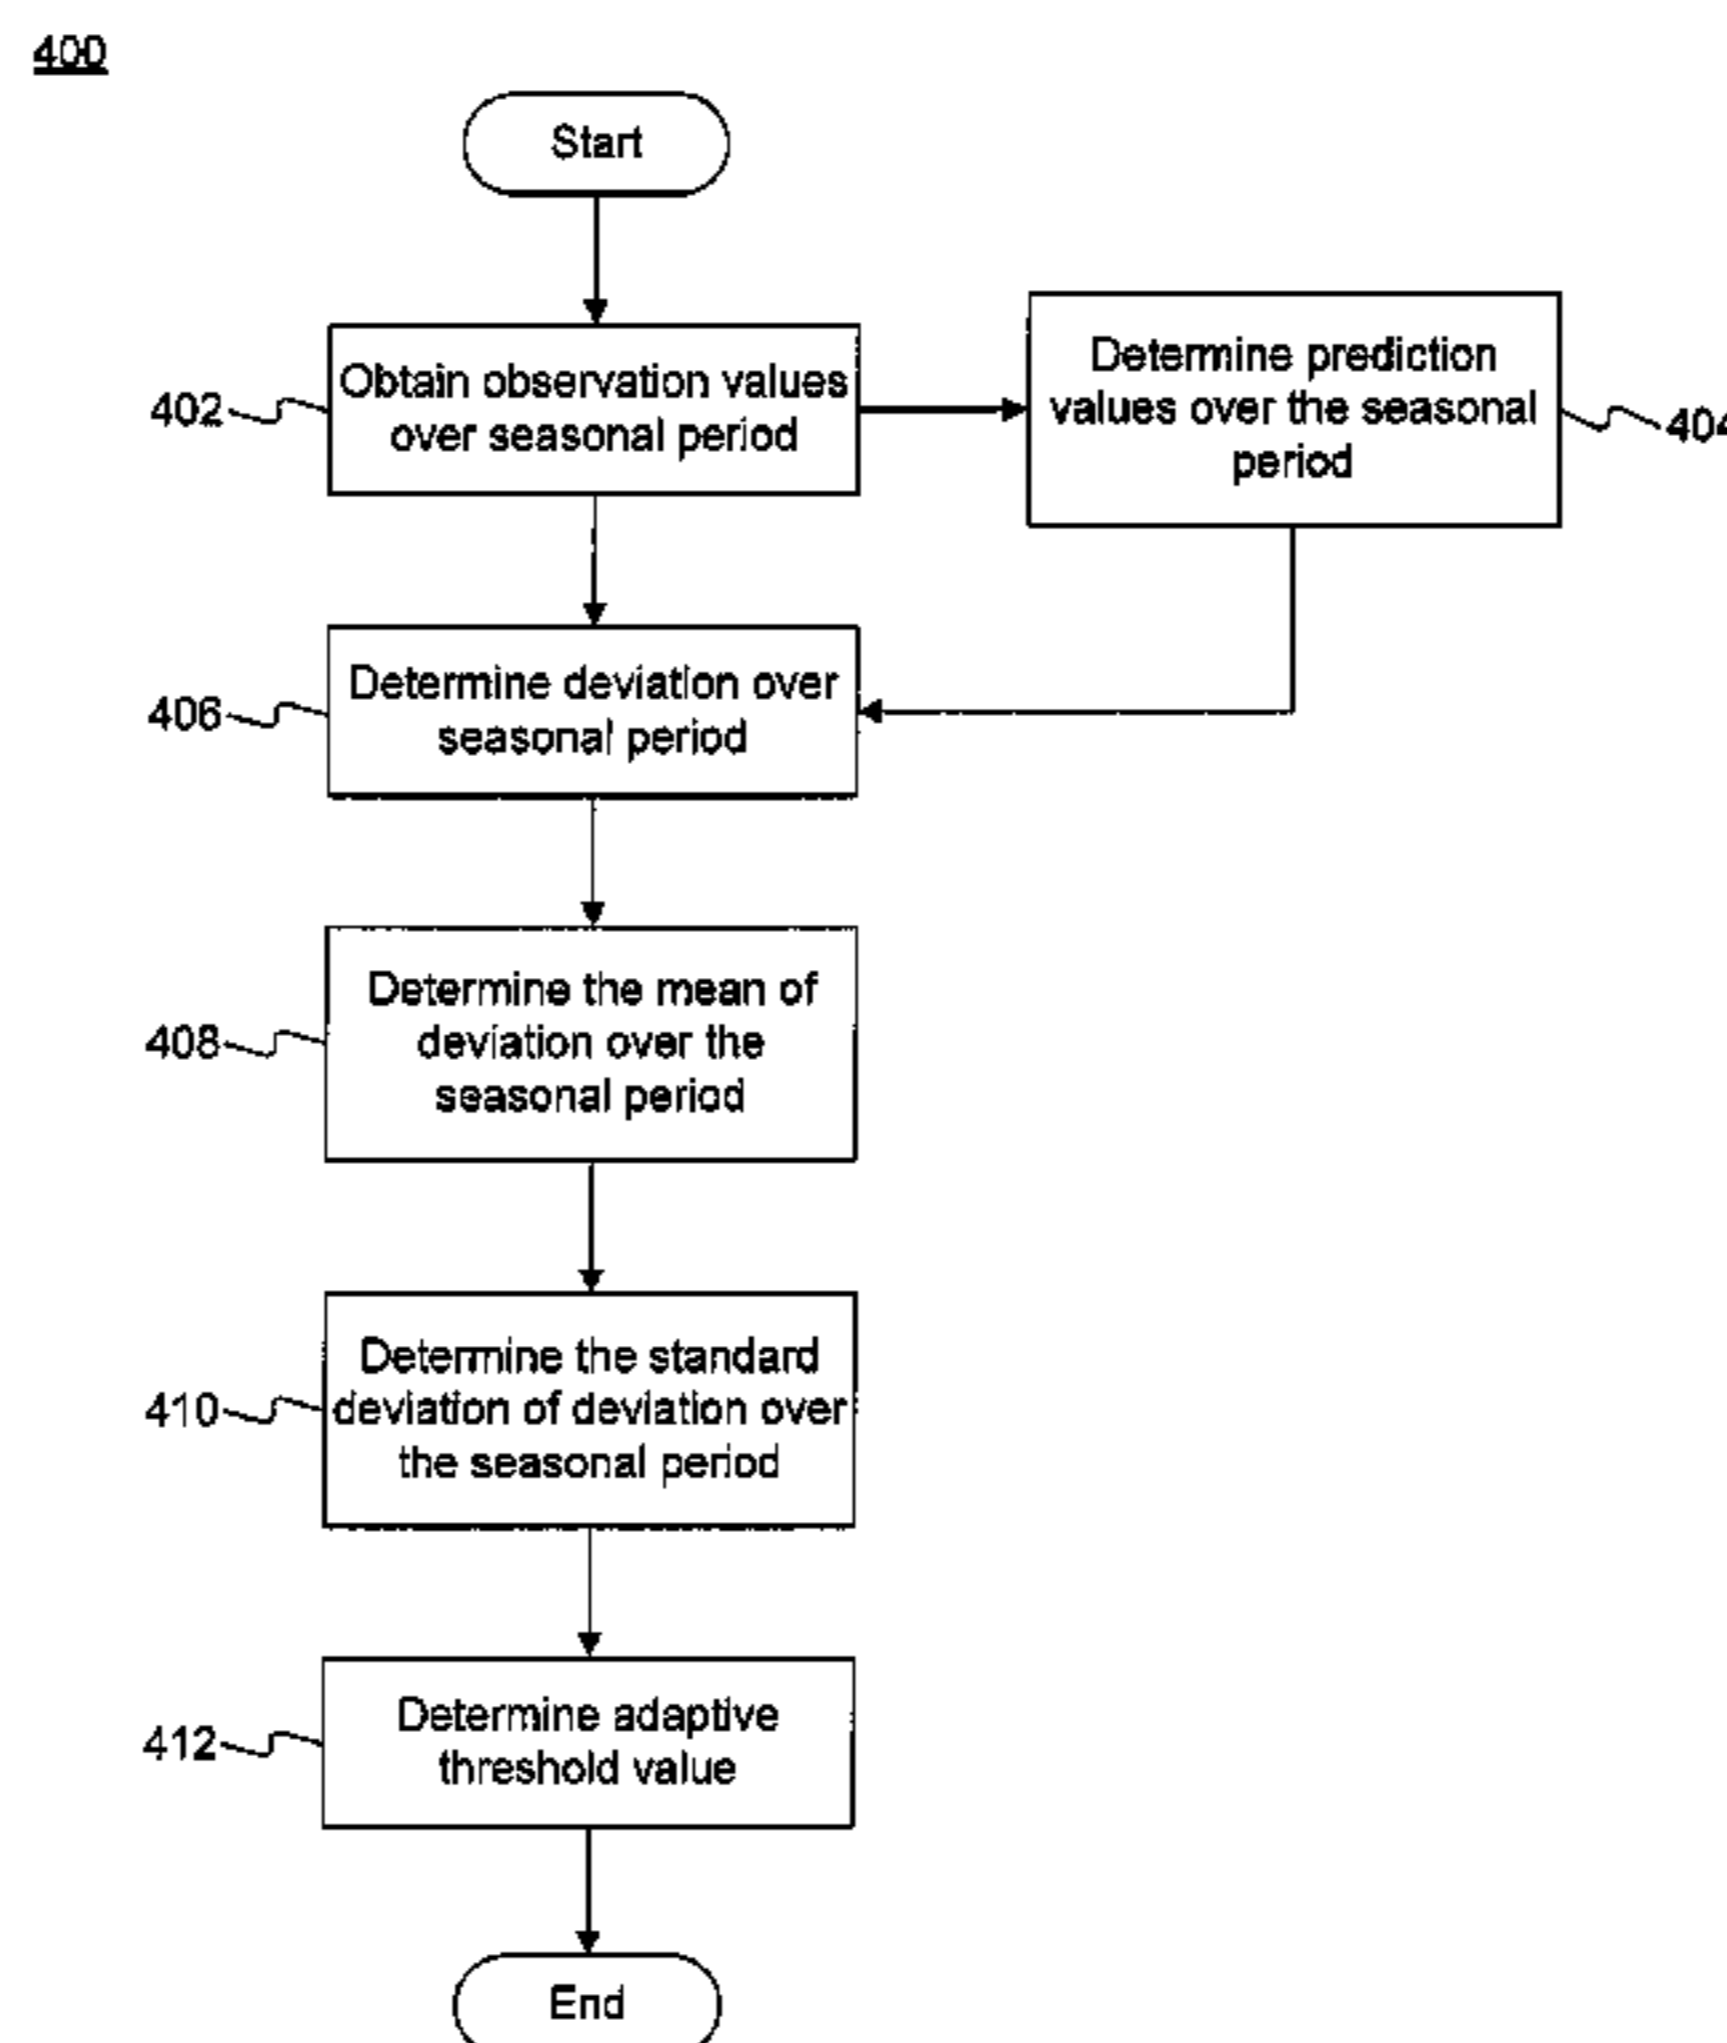 400
Start
Obtain observation values
over seasonal period
402
Determine prediction
values over the seasonal
period
404
Determine deviation over
seasonal period
406
Determine the mean of
deviation over the
seasonal period
408
Determine the standard
deviation of deviation over
the seasonal period
410
Determine adaptive
threshold value
412
End